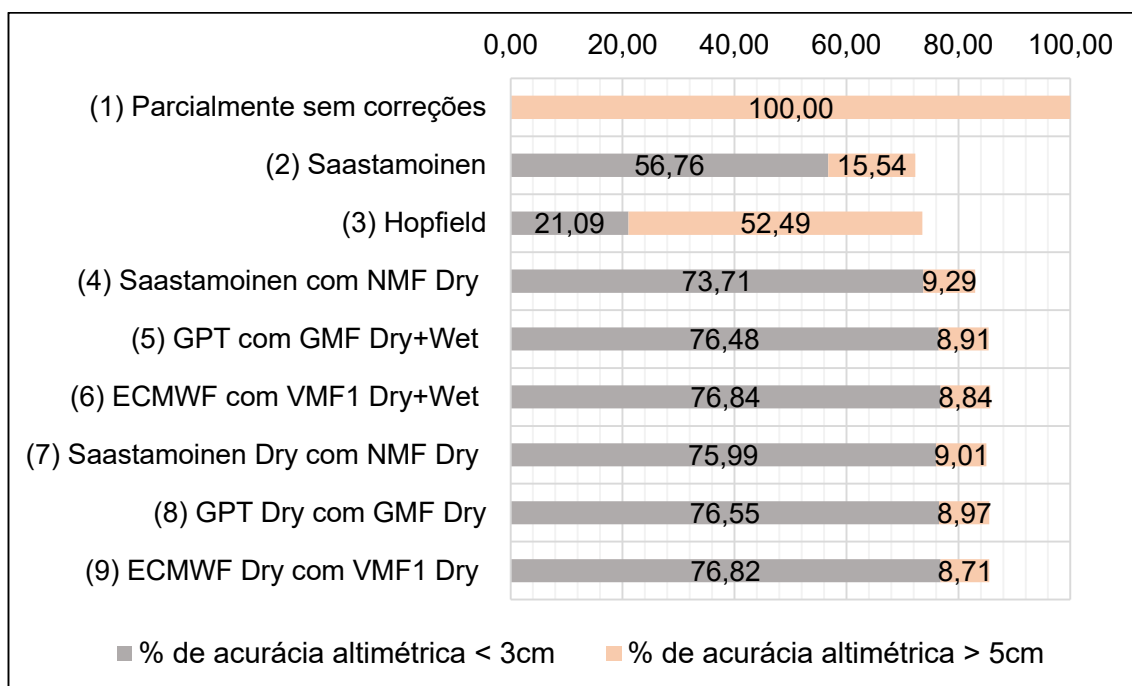 0,00 20,00 40,00 60,00 80,00 100,00
(1) Parcialmente sem correções 100,00
(2) Saastamoinen 56,76 15,54
(3) Hopfield 21,09 52,49
(4) Saastamoinen com NMF Dry 73,71 9,29
(5) GPT com GMF Dry+Wet 76,48 8,91
(6) ECMWF com VMF1 Dry+Wet 76,84 8,84
(7) Saastamoinen Dry com NMF Dry 75,99 9,01
(8) GPT Dry com GMF Dry 76,55 8,97
(9) ECMWF Dry com VMF1 Dry 76,82 8,71
% de acurácia altimétrica < 3cm % de acurácia altimétrica > 5cm